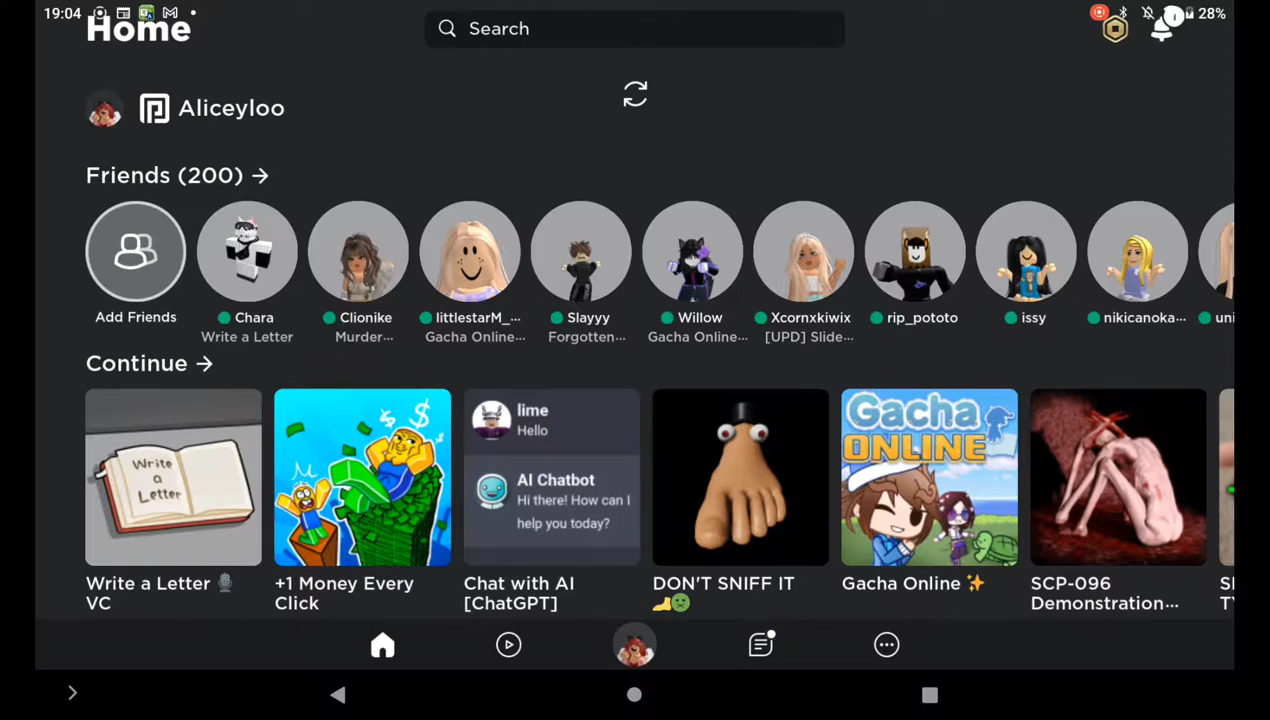 19:04
28%
Home
Search
Aliceyloo
Friends (200)
Add Friends
Chara
Write a Letter
Clionike
Murder...
littlestarM_...
Gacha Online...
Slayyy
Forgotten...
Willow
Gacha Online...
Xcornxkiwix
[UPD] Slide...
rip_pototo
issy
nikicanoka...
uni
Continue
Write
a
Letter
Write a Letter 🎙️
VC
$
$
+1 Money Every
Click
lime
Hello
AI Chatbot
Hi there! How can I
help you today?
Chat with AI
[ChatGPT]
DON'T SNIFF IT
🦶🤢
Gacha
ONLINE
Gacha Online ✨
SCP-096
Demonstration...